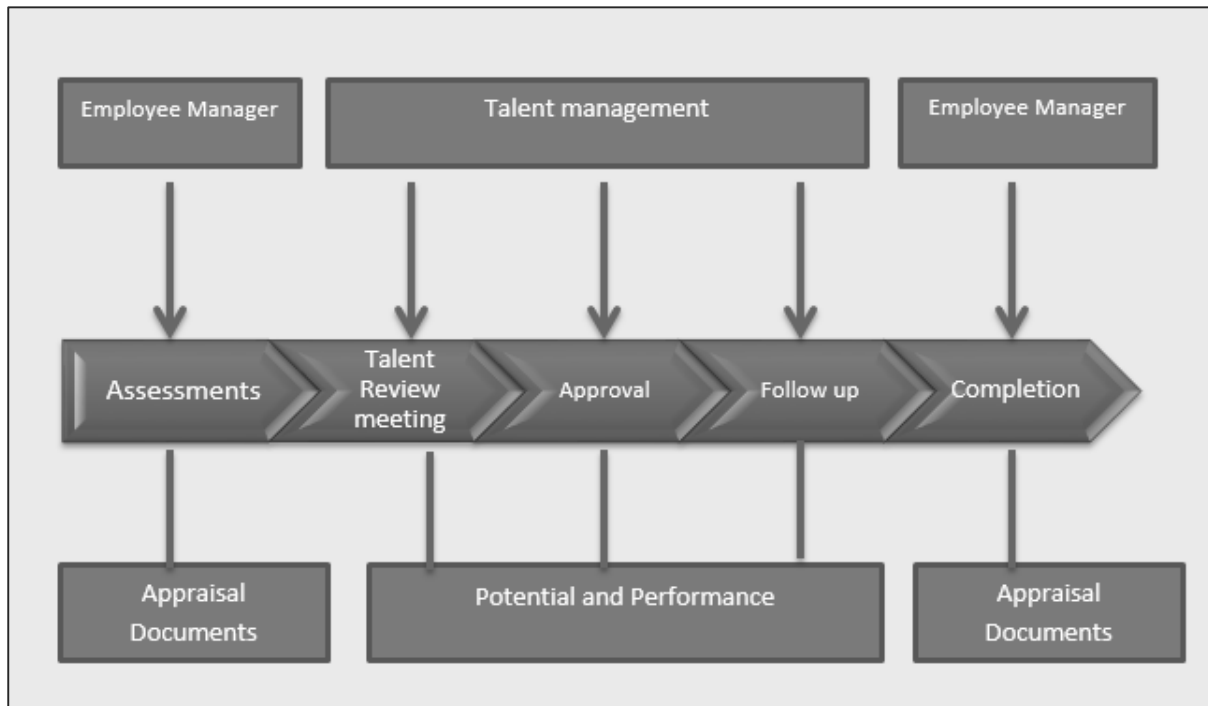 Employee Manager
Talent management
Employee Manager
Assessments
Talent
Review
meeting
Approval
Follow up
Completion
Appraisal
Documents
Potential and Performance
Appraisal
Documents